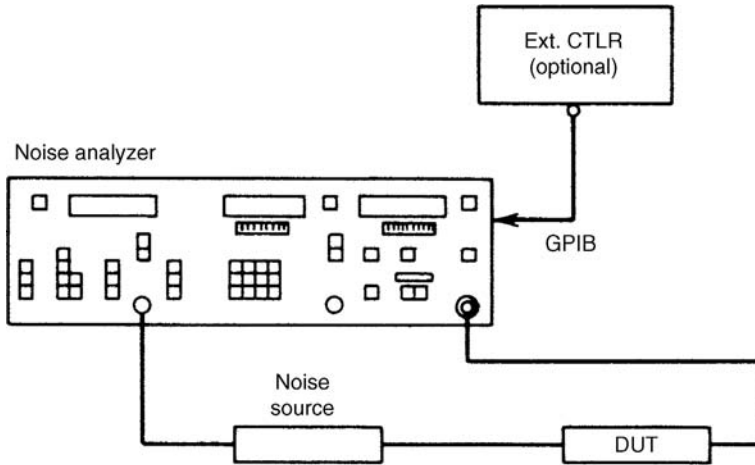 Ext. CTLR
(optional)
Noise analyzer
GPIB
Noise
source
DUT